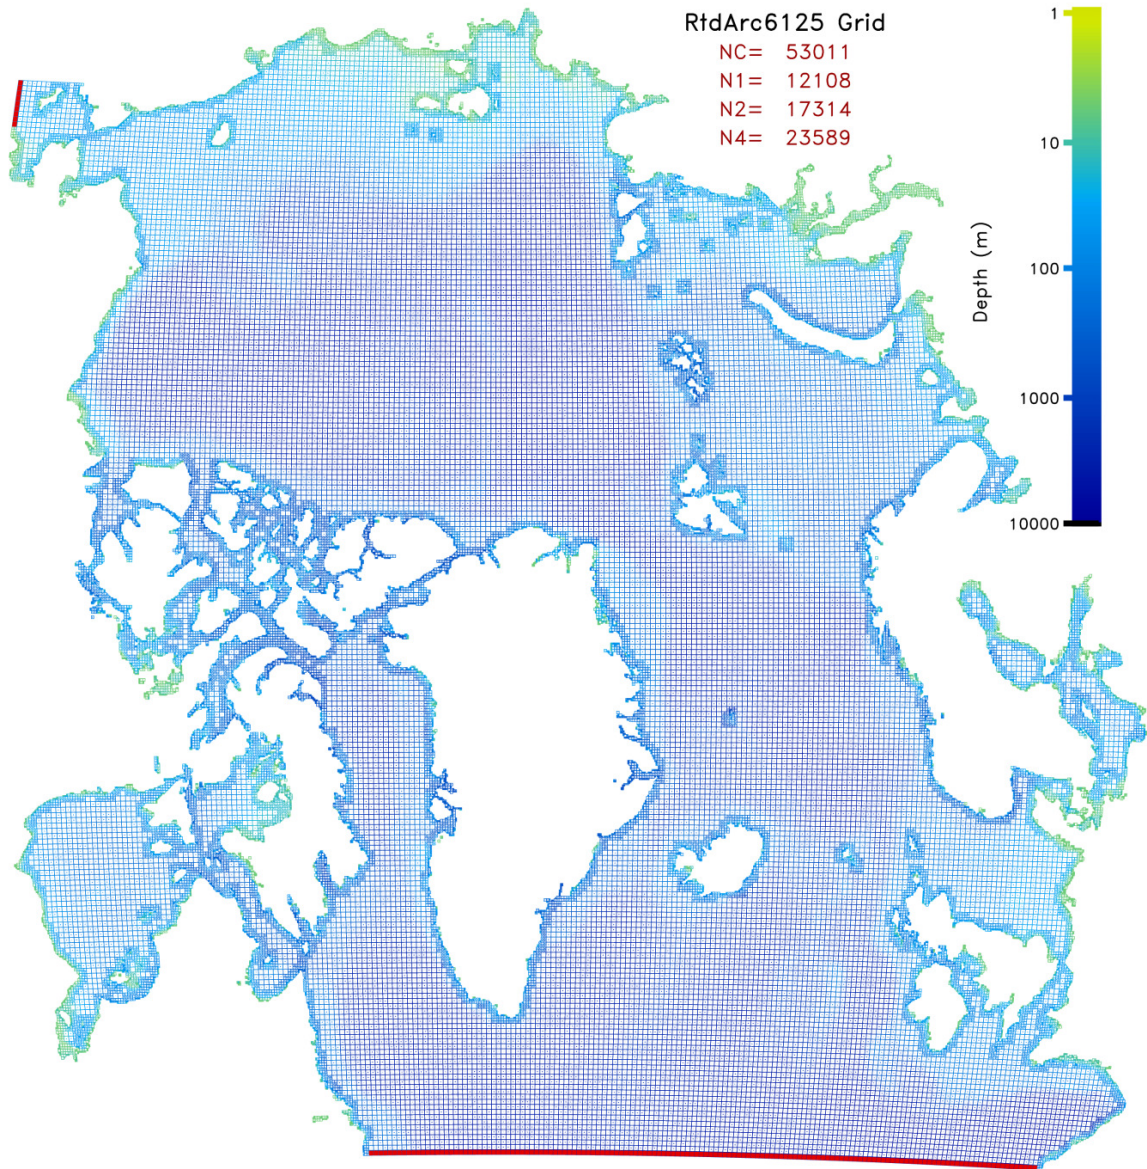 RtdArc6125 Grid
NC= 53011
N1= 12108
N2= 17314
N4= 23589
1
10
100
1000
10000
Depth (m)